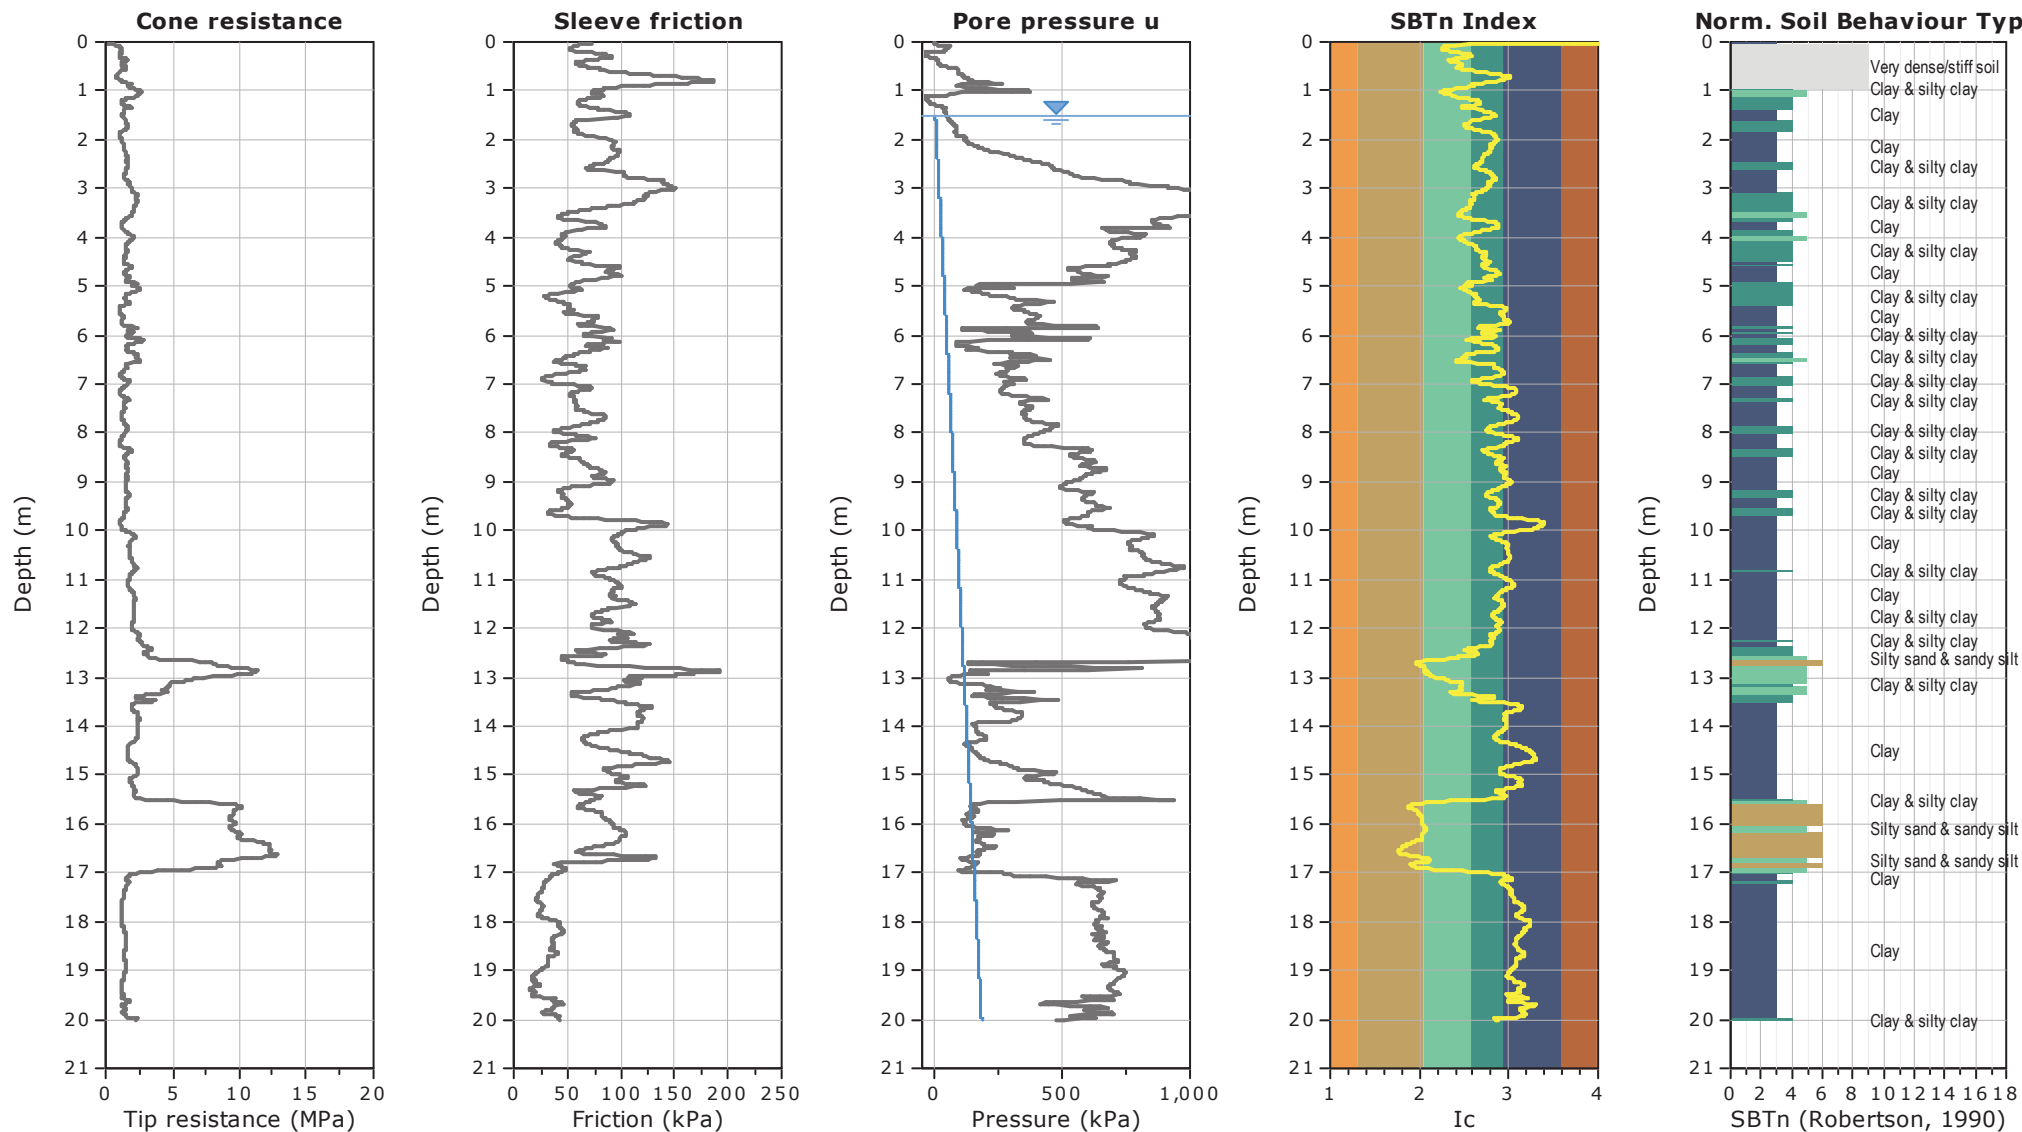 Cone resistance
Sleeve friction
Pore pressure u
SBTn Index
Norm. Soil Behaviour Typ
0 1 2 3 4 5 6 7 8 9 10 11 12 13 14 15 16 17 18 19 20 21
Depth (m)
0 5 10 15 20
Tip resistance (MPa)
0 1 2 3 4 5 6 7 8 9 10 11 12 13 14 15 16 17 18 19 20 21
Depth (m)
0 50 100 150 200 250
Friction (kPa)
0 1 2 3 4 5 6 7 8 9 10 11 12 13 14 15 16 17 18 19 20 21
Depth (m)
0 500 1,000
Pressure (kPa)
0 1 2 3 4 5 6 7 8 9 10 11 12 13 14 15 16 17 18 19 20 21
Depth (m)
1 2 3 4
Ic
0 1 2 3 4 5 6 7 8 9 10 11 12 13 14 15 16 17 18 19 20 21
Depth (m)
Very dense/stiff soil
Clay & silty clay
Clay
Clay
Clay & silty clay
Clay & silty clay
Clay
Clay & silty clay
Clay
Clay & silty clay
Clay
Clay & silty clay
Clay & silty clay
Clay & silty clay
Clay & silty clay
Clay & silty clay
Clay & silty clay
Clay
Clay & silty clay
Clay & silty clay
Clay
Clay & silty clay
Clay
Clay & silty clay
Clay & silty clay
Silty sand & sandy silt
Clay & silty clay
Clay
Clay & silty clay
Silty sand & sandy silt
Silty sand & sandy silt
Clay
Clay
Clay & silty clay
0 2 4 6 8 10 12 14 16 18
SBTn (Robertson, 1990)